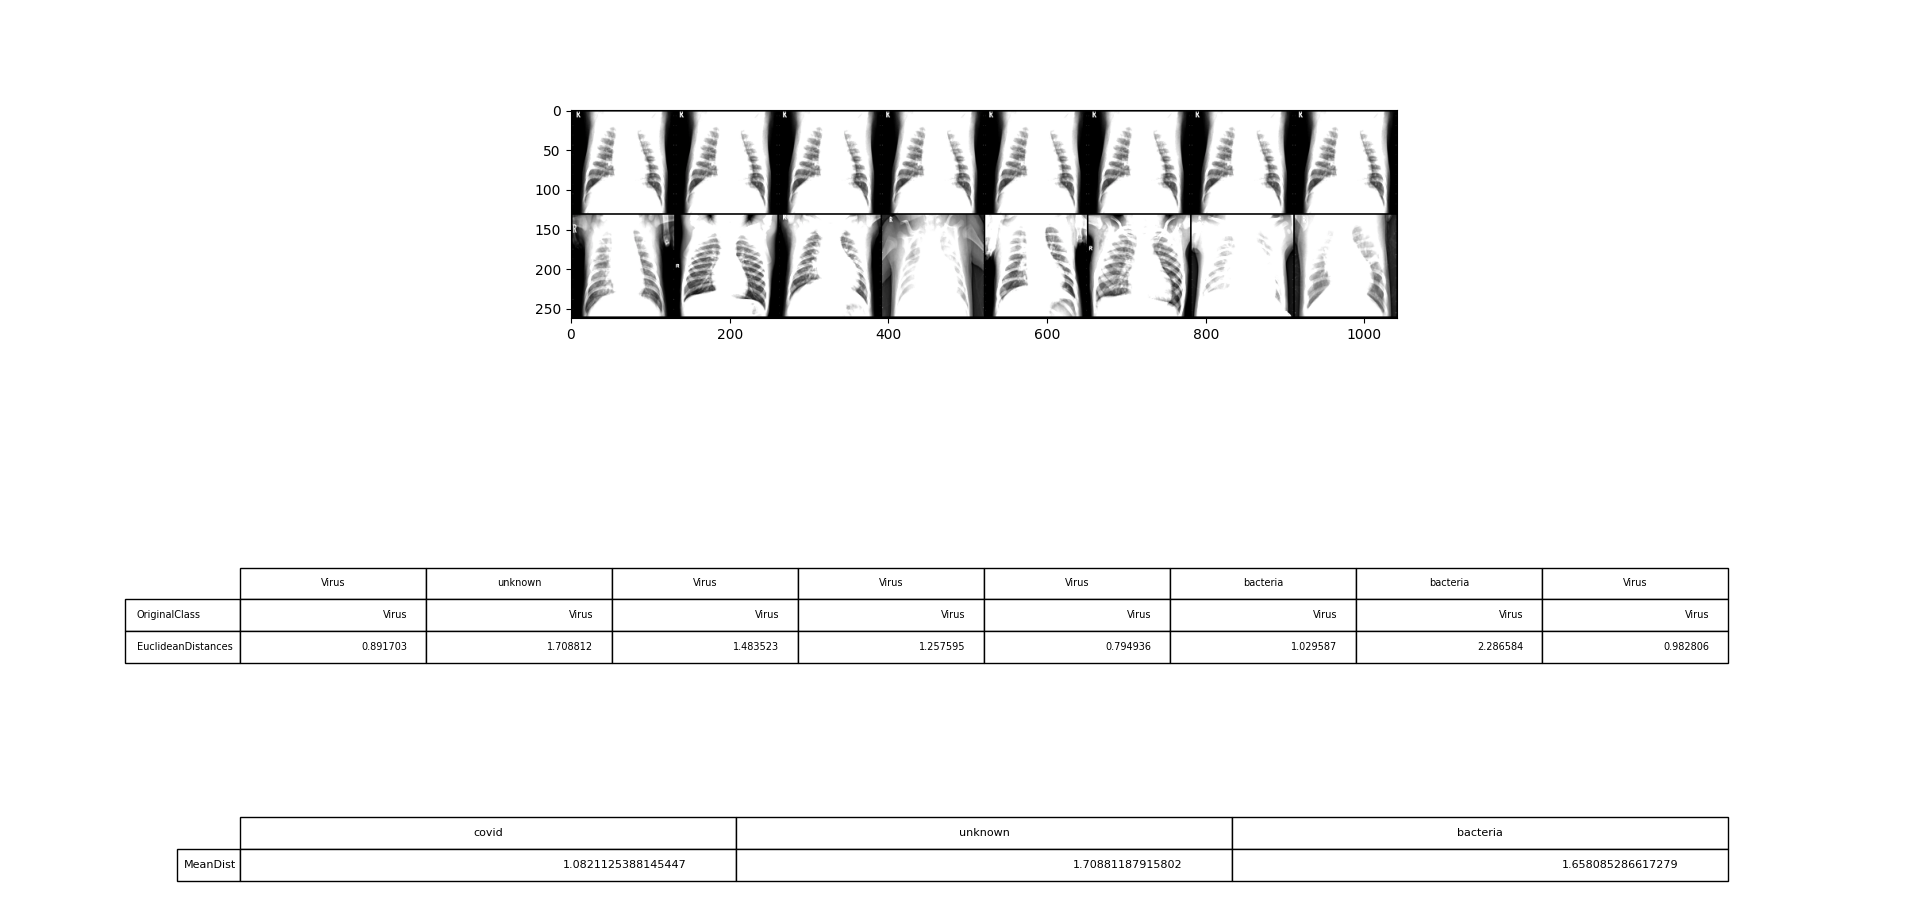 K K K K K K K K
0
50
100
150
200
250
R
R
0 200 400 600 800 1000
Virus unknown Virus Virus Virus bacteria bacteria Virus
OriginalClass Virus Virus Virus Virus Virus Virus Virus Virus
EuclideanDistances 0.891703 1.708812 1.483523 1.257595 0.794936 1.029587 2.286584 0.982806
covid unknown bacteria
MeanDist 1.0821125388145447 1.70881187915802 1.658085286617279